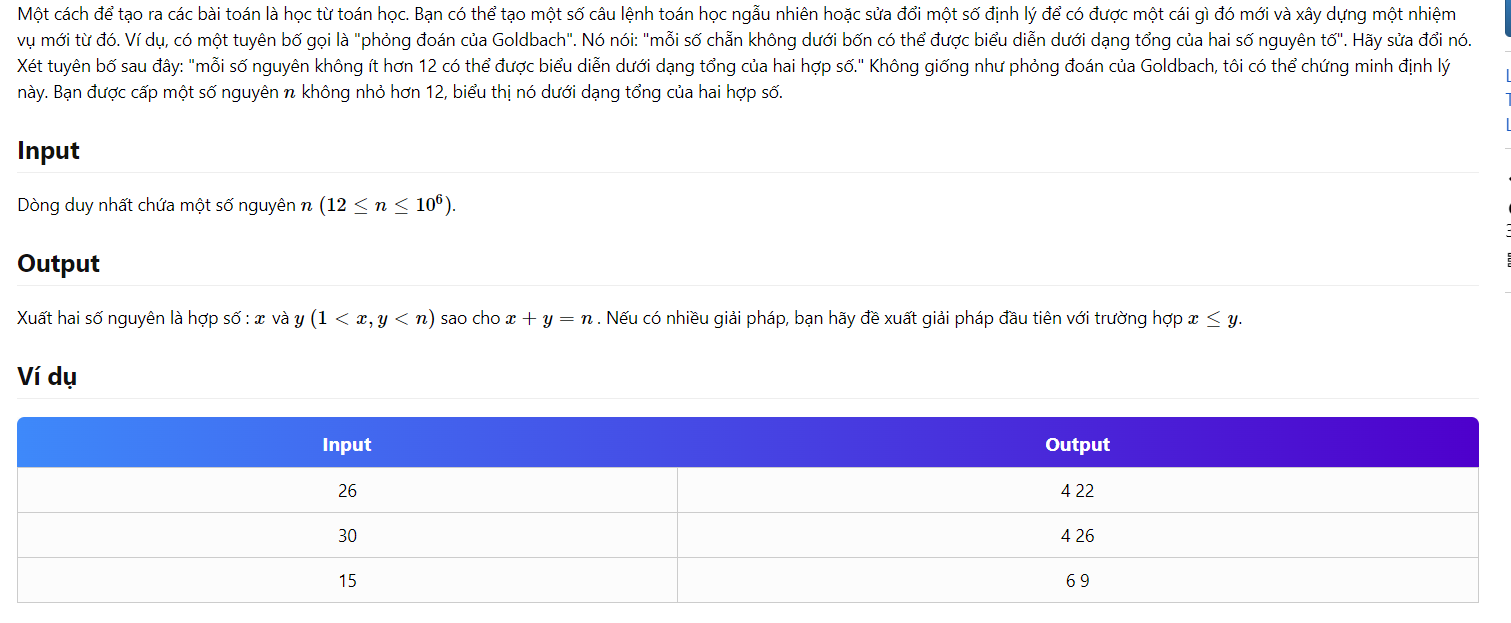 Một cách để tạo ra các bài toán là học từ toán học. Bạn có thể tạo một số câu lệnh toán học ngẫu nhiên hoặc sửa đổi một số định lý để có được một cái gì đó mới và xây dựng một nhiệm
vụ mới từ đó. Ví dụ, có một tuyên bố gọi là "phỏng đoán của Goldbach". Nó nói: "mỗi số chẵn không dưới bốn có thể được biểu diễn dưới dạng tổng của hai số nguyên tố". Hãy sửa đổi nó.
Xét tuyên bố sau đây: "mỗi số nguyên không ít hơn 12 có thể được biểu diễn dưới dạng tổng của hai hợp số." Không giống như phỏng đoán của Goldbach, tôi có thể chứng minh định lý
này. Bạn được cấp một số nguyên n không nhỏ hơn 12, biểu thị nó dưới dạng tổng của hai hợp số.
Input
Dòng duy nhất chứa một số nguyên n (12 ≤ n ≤ 10⁶).
Output
Xuất hai số nguyên là hợp số : x và y (1 < x, y < n) sao cho x + y = n . Nếu có nhiều giải pháp, bạn hãy đề xuất giải pháp đầu tiên với trường hợp x ≤ y.
Ví dụ
Input Output
26 4 22
30 4 26
15 6 9